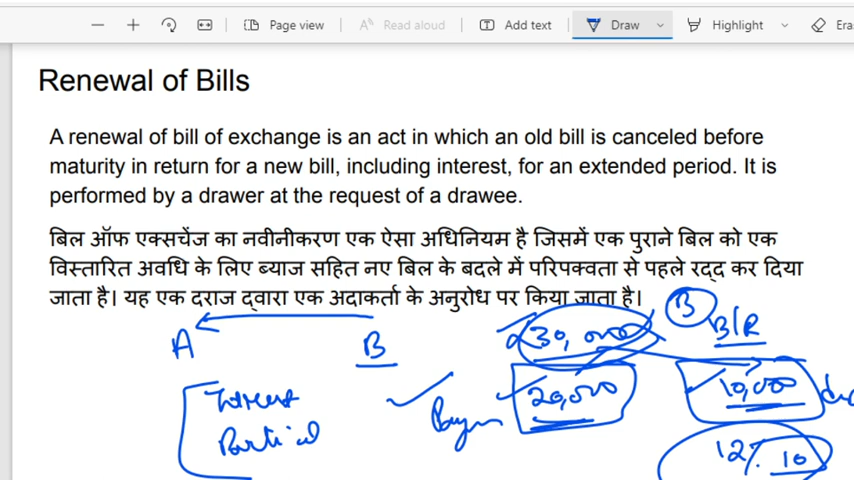 Page view
Read aloud
Add text
Draw
Highlight
Era
Renewal of Bills
A renewal of bill of exchange is an act in which an old bill is canceled before
maturity in return for a new bill, including interest, for an extended period. It is
performed by a drawer at the request of a drawee.
बिल ऑफ एक्सचेंज का नवीनीकरण एक ऐसा अधिनियम है जिसमें एक पुराने बिल को एक
विस्तारित अवधि के लिए ब्याज सहित नए बिल के बदले में परिपक्वता से पहले रद्द कर दिया
जाता है। यह एक दराज द्वारा एक अदाकर्ता के अनुरोध पर किया जाता है।
A B 30,000 B B/R
Interest 20,000 10,000
Partial
12% 10